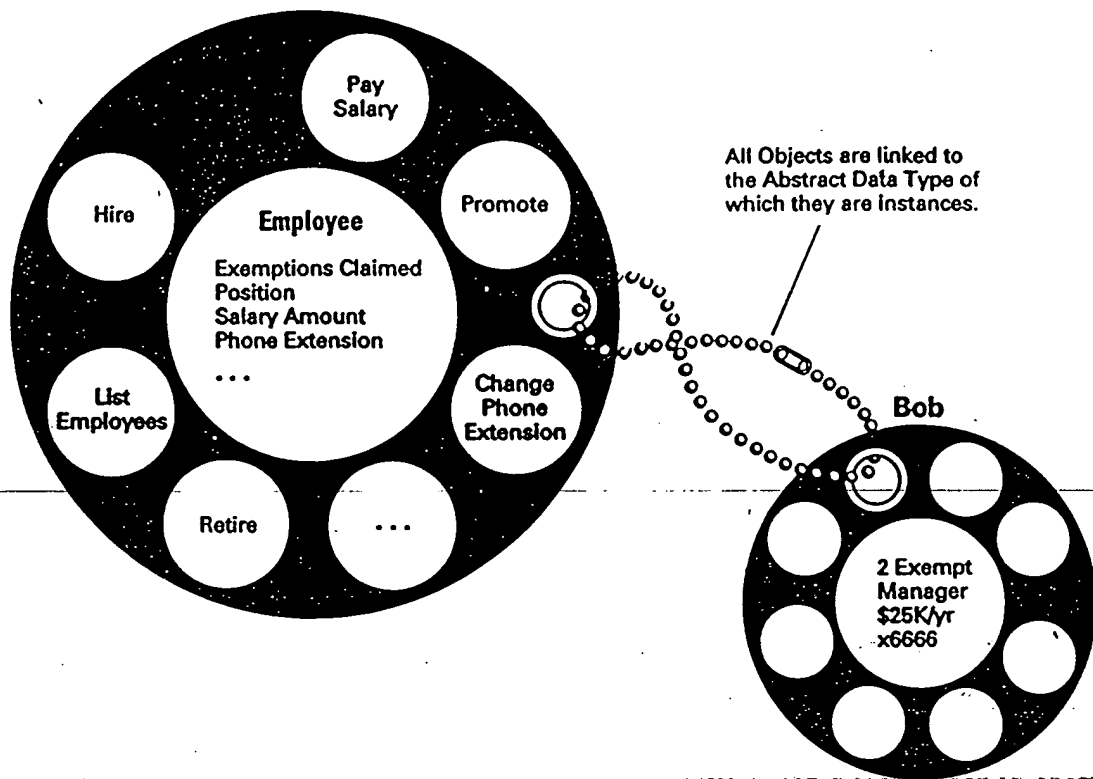 Pay
Salary
Hire
Promote
Employee
Exemptions Claimed
Position
Salary Amount
Phone Extension
...
List
Employees
Change
Phone
Extension
Retire
...
All Objects are linked to
the Abstract Data Type of
which they are instances.
Bob
2 Exempt
Manager
$25K/yr
x6666